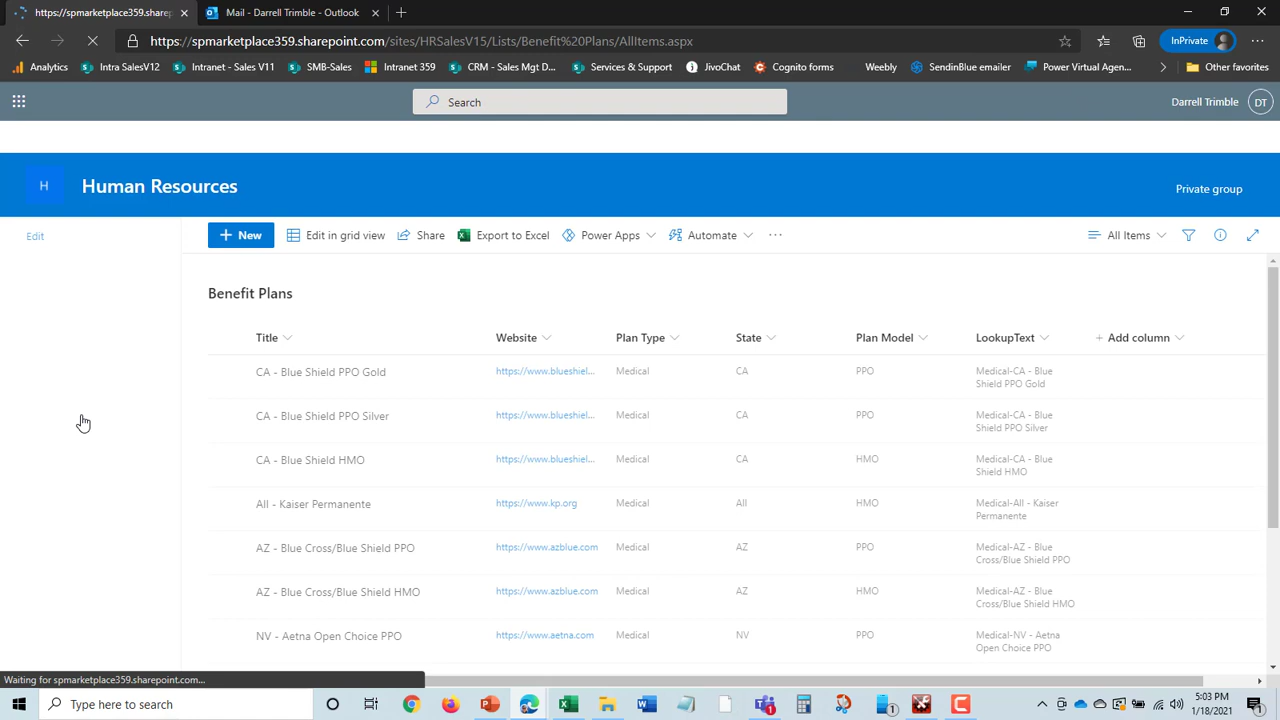 https://spmarketplace359.sharep
Mail - Darrell Trimble - Outlook
https://spmarketplace359.sharepoint.com/sites/HRSalesV15/Lists/Benefit%20Plans/AllItems.aspx
InPrivate
Analytics
Intra SalesV12
Intranet - Sales V11
SMB-Sales
Intranet 359
CRM - Sales Mgt D...
Services & Support
JivoChat
Cognito forms
Weebly
SendinBlue emailer
Power Virtual Agen...
Other favorites
Search
Darrell Trimble
DT
H
Human Resources
Private group
Edit
+ New
Edit in grid view
Share
Export to Excel
Power Apps
Automate
...
All Items
Benefit Plans
Title Website Plan Type State Plan Model LookupText + Add column
CA - Blue Shield PPO Gold https://www.blueshiel... Medical CA PPO Medical-CA - Blue
Shield PPO Gold
CA - Blue Shield PPO Silver https://www.blueshiel... Medical CA PPO Medical-CA - Blue
Shield PPO Silver
CA - Blue Shield HMO https://www.blueshiel... Medical CA HMO Medical-CA - Blue
Shield HMO
All - Kaiser Permanente https://www.kp.org Medical All HMO Medical-All - Kaiser
Permanente
AZ - Blue Cross/Blue Shield PPO https://www.azblue.com Medical AZ PPO Medical-AZ - Blue
Cross/Blue Shield PPO
AZ - Blue Cross/Blue Shield HMO https://www.azblue.com Medical AZ HMO Medical-AZ - Blue
Cross/Blue Shield HMO
NV - Aetna Open Choice PPO https://www.aetna.com Medical NV PPO Medical-NV - Aetna
Open Choice PPO
Waiting for spmarketplace359.sharepoint.com...
Type here to search
5:03 PM
1/18/2021